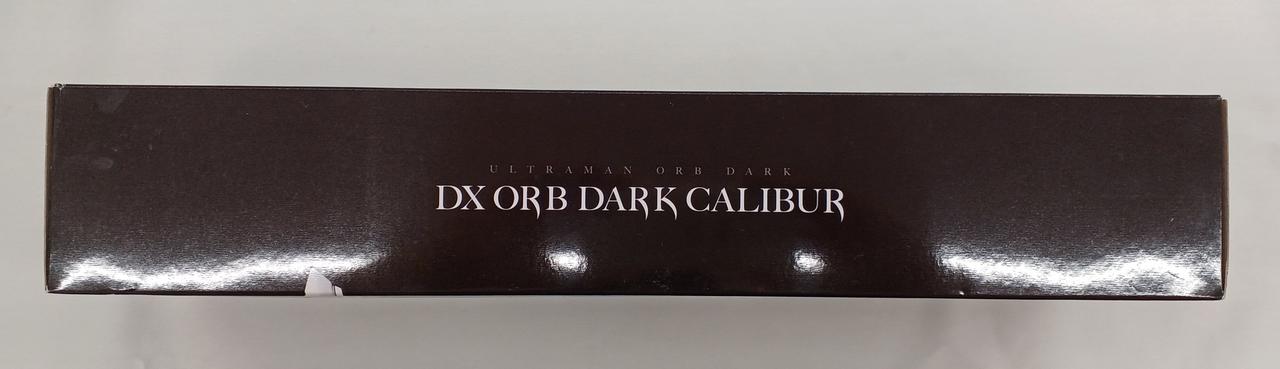 ULTRAMAN ORB DARK
DX ORB DARK CALIBUR